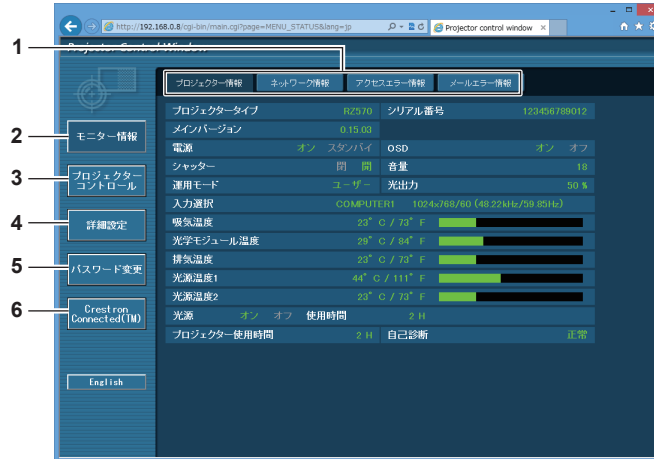 http://192.168.0.8/cgi-bin/main.cgi?page=MENU_STATUS&lang=jp
Projector control window
Projector Control Window
1
プロジェクター情報 ネットワーク情報 アクセスエラー情報 メールエラー情報
プロジェクタータイプ RZ570 シリアル番号 123456789012
メインバージョン 0.15.03
2 モニター情報
電源 オン スタンバイ OSD オン オフ
シャッター 閉 開 音量 18
3 プロジェクター
コントロール
運用モード ユーザー 光出力 50 %
入力選択 COMPUTER1 1024x768/60 (48.22kHz/59.85Hz)
4 詳細設定
吸気温度 23° C / 73° F
光学モジュール温度 29° C / 84° F
排気温度 23° C / 73° F
5 パスワード変更
光源温度1 44° C / 111° F
光源温度2 23° C / 73° F
6 Crestron
Connected(TM)
光源 オン オフ 使用時間 2 H
プロジェクター使用時間 2 H 自己診断 正常
English